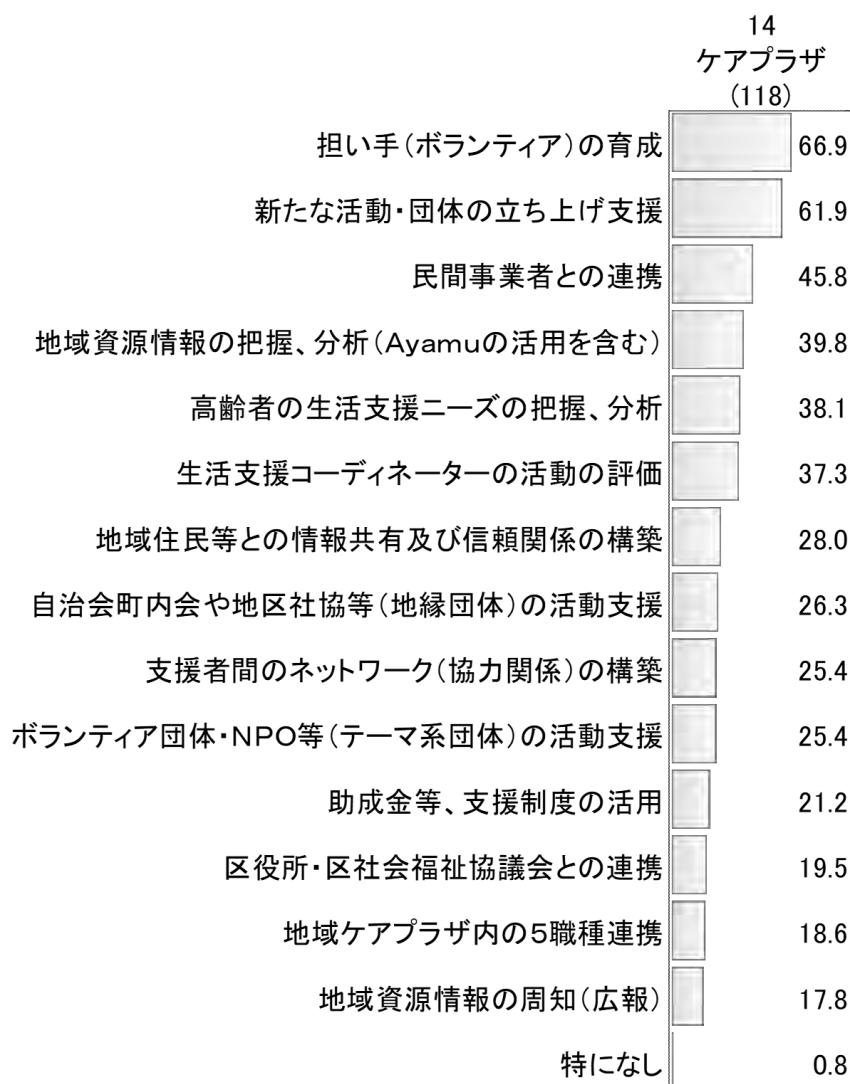 14
ケアプラザ
(118)
担い手(ボランティア)の育成 66.9
新たな活動・団体の立ち上げ支援 61.9
民間事業者との連携 45.8
地域資源情報の把握、分析(Ayamuの活用を含む) 39.8
高齢者の生活支援ニーズの把握、分析 38.1
生活支援コーディネーターの活動の評価 37.3
地域住民等との情報共有及び信頼関係の構築 28.0
自治会町内会や地区社協等(地縁団体)の活動支援 26.3
支援者間のネットワーク(協力関係)の構築 25.4
ボランティア団体・NPO等(テーマ系団体)の活動支援 25.4
助成金等、支援制度の活用 21.2
区役所・区社会福祉協議会との連携 19.5
地域ケアプラザ内の5職種連携 18.6
地域資源情報の周知(広報) 17.8
特になし 0.8